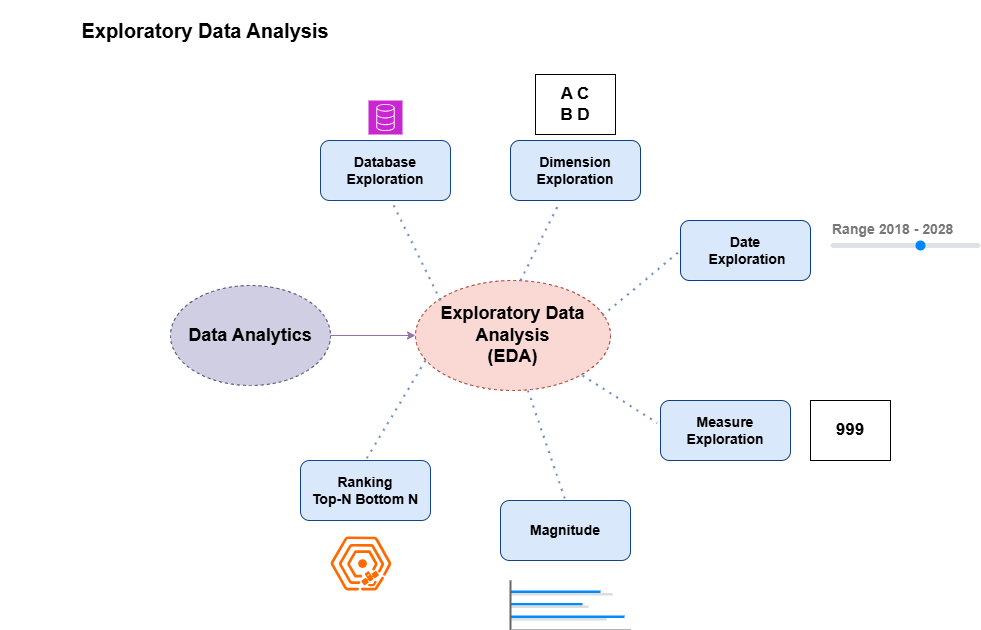 Exploratory Data Analysis
A C
B D
Database
Exploration
Dimension
Exploration
Date
Exploration
Range 2018 - 2028
Data Analytics
Exploratory Data
Analysis
(EDA)
Measure
Exploration
999
Ranking
Top-N Bottom N
Magnitude